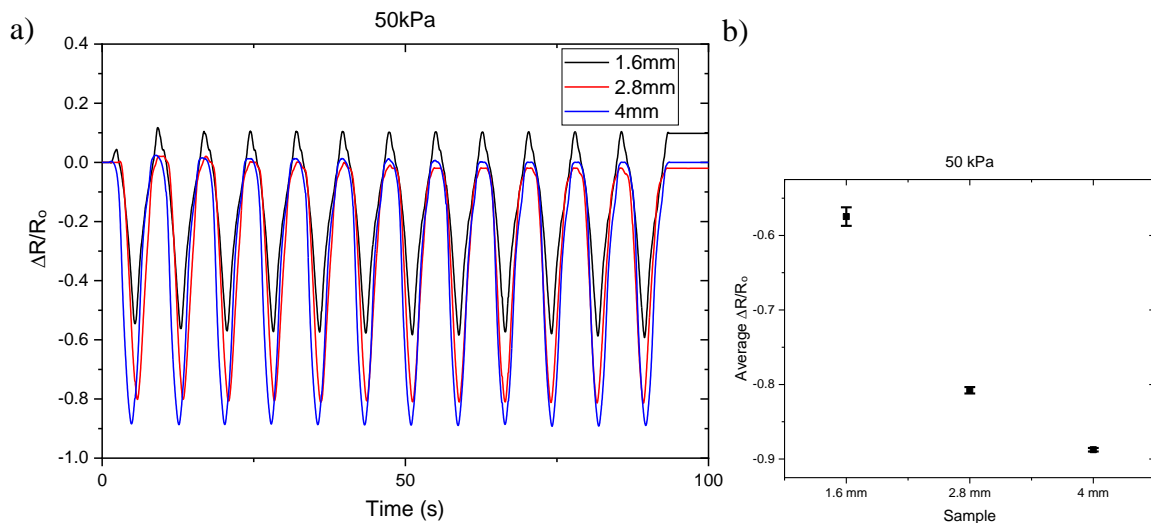 a)
50kPa
1.6mm
2.8mm
4mm
0.4
0.2
0.0
-0.2
-0.4
-0.6
-0.8
-1.0
ΔR/Rₒ
0
50
100
Time (s)
b)
50 kPa
-0.6
-0.7
-0.8
-0.9
Average ΔR/Rₒ
1.6 mm
2.8 mm
4 mm
Sample